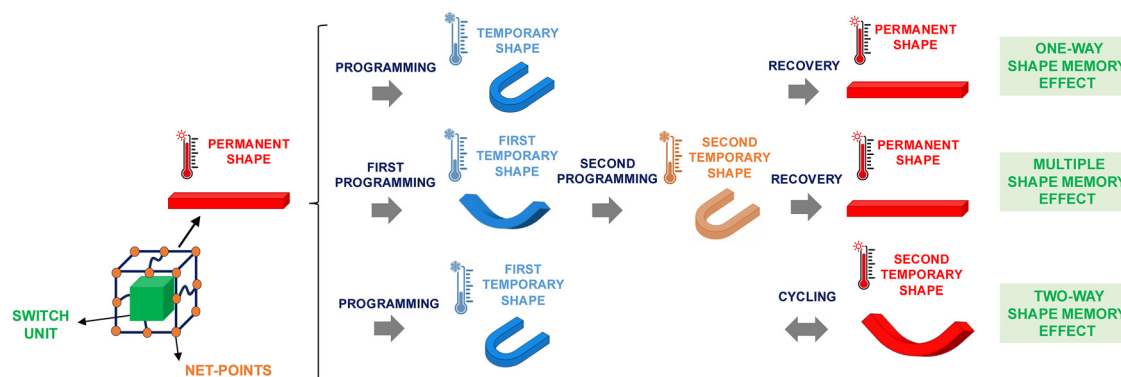 PERMANENT
SHAPE
SWITCH
UNIT
NET-POINTS
PROGRAMMING
TEMPORARY
SHAPE
RECOVERY
PERMANENT
SHAPE
ONE-WAY
SHAPE MEMORY
EFFECT
FIRST
PROGRAMMING
FIRST
TEMPORARY
SHAPE
SECOND
PROGRAMMING
SECOND
TEMPORARY
SHAPE
RECOVERY
PERMANENT
SHAPE
MULTIPLE
SHAPE MEMORY
EFFECT
PROGRAMMING
FIRST
TEMPORARY
SHAPE
CYCLING
SECOND
TEMPORARY
SHAPE
TWO-WAY
SHAPE MEMORY
EFFECT